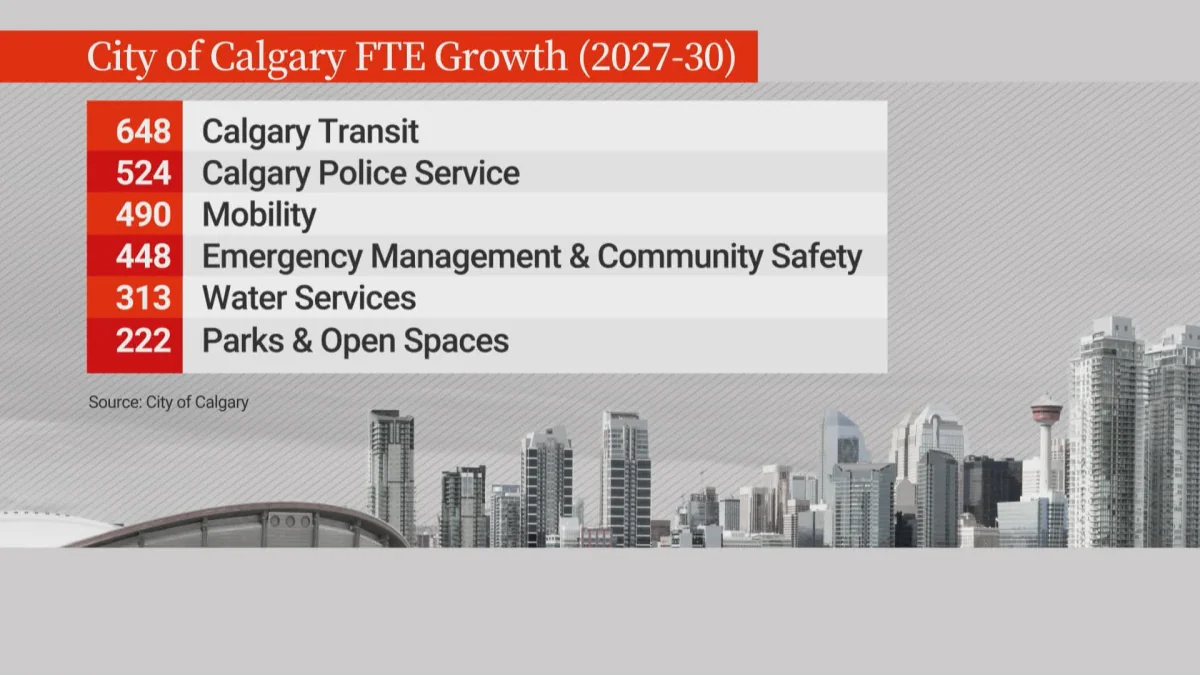 City of Calgary FTE Growth (2027-30)
648 Calgary Transit
524 Calgary Police Service
490 Mobility
448 Emergency Management & Community Safety
313 Water Services
222 Parks & Open Spaces
Source: City of Calgary